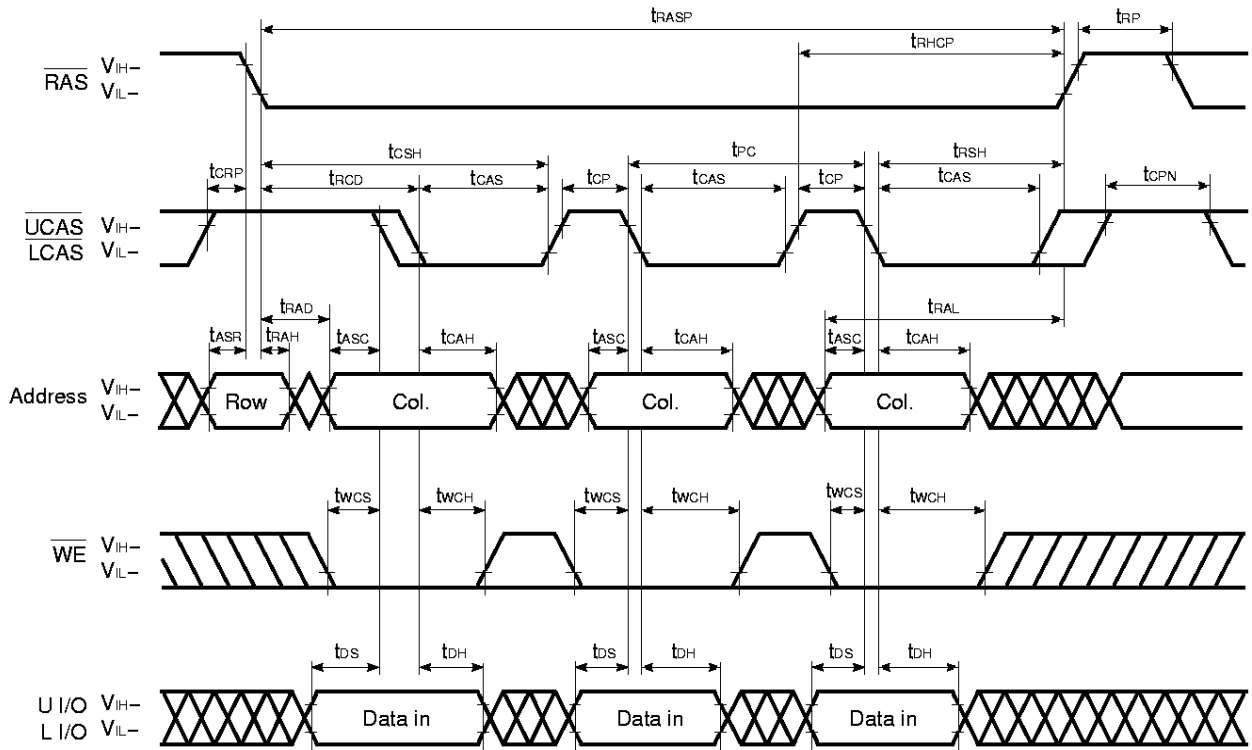 tRASP tRP
tRHCP
RAS VIH–
VIL–
tCSH tPC tRSH
tCRP tRCD tCAS tCP tCAS tCP tCAS tCPN
UCAS VIH–
LCAS VIL–
tRAD tRAL
tASR tRAH tASC tCAH tASC tCAH tASC tCAH
Address VIH–
VIL–
Row Col. Col. Col.
twCS twCH twCS twCH twCS twCH
WE VIH–
VIL–
tDS tDH tDS tDH tDS tDH
U I/O VIH–
L I/O VIL–
Data in Data in Data in